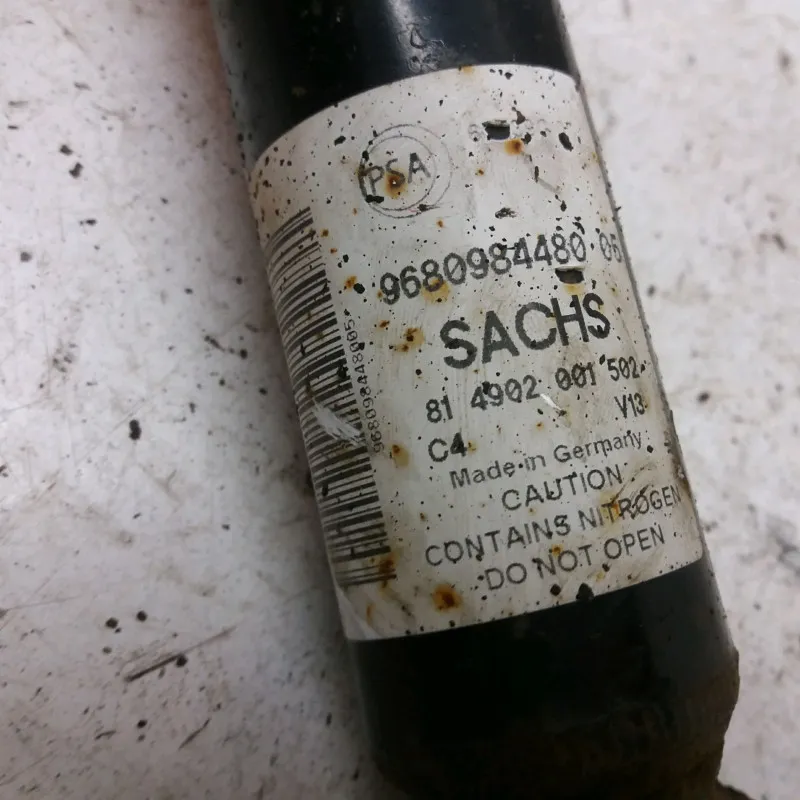 PSA
9680984480 05
SACHS
81 4902 001 502
C4 V13
Made in Germany
CAUTION
CONTAINS NITROGEN
DO NOT OPEN
968098448005